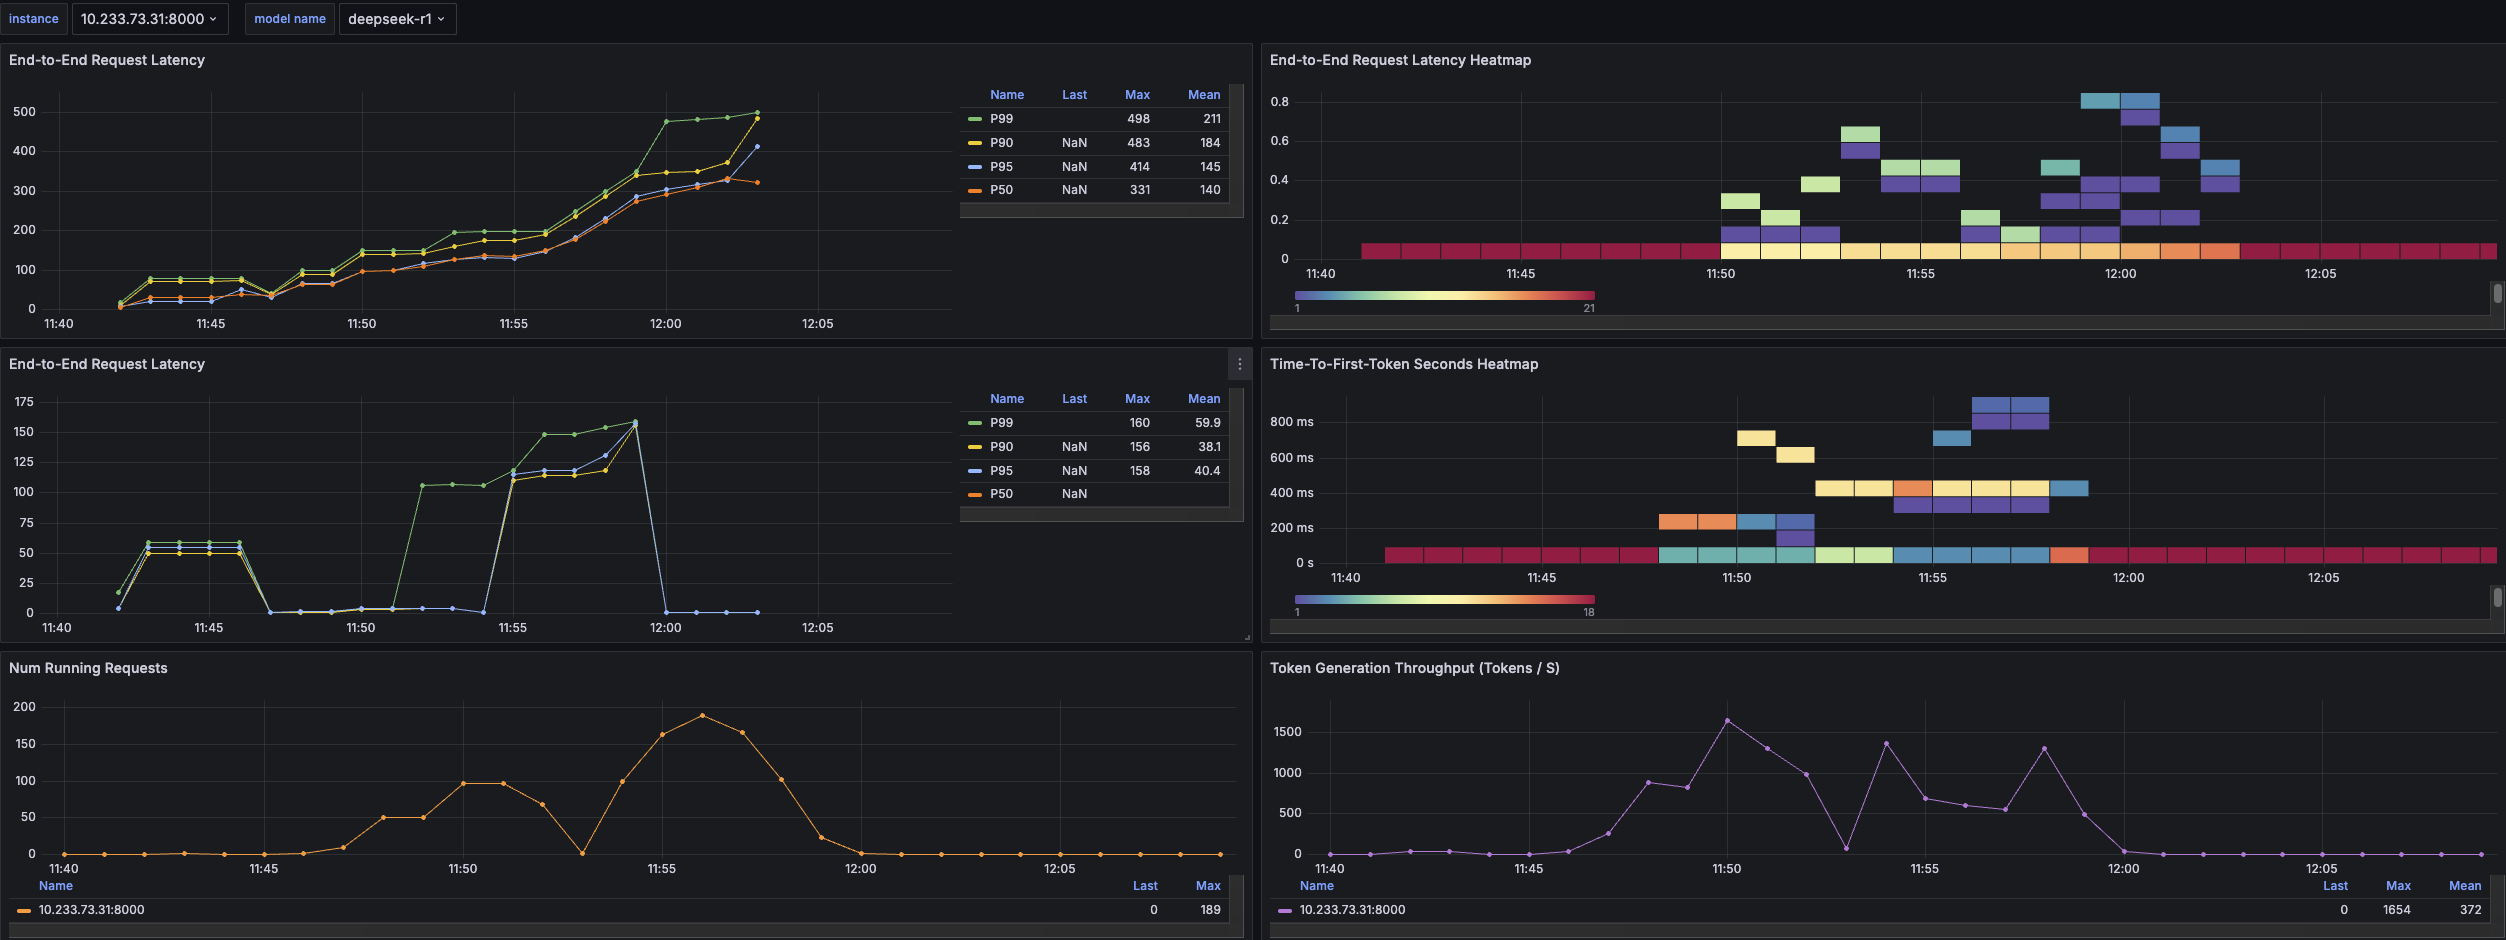 instance 10.233.73.31:8000 model name deepseek-r1
End-to-End Request Latency
500
400
300
200
100
0
11:40 11:45 11:50 11:55 12:00 12:05
Name Last Max Mean
P99 498 211
P90 NaN 483 184
P95 NaN 414 145
P50 NaN 331 140
End-to-End Request Latency Heatmap
0.8
0.6
0.4
0.2
0
11:40 11:45 11:50 11:55 12:00 12:05
1 21
End-to-End Request Latency
175
150
125
100
75
50
25
0
11:40 11:45 11:50 11:55 12:00 12:05
Name Last Max Mean
P99 160 59.9
P90 NaN 156 38.1
P95 NaN 158 40.4
P50 NaN
Time-To-First-Token Seconds Heatmap
800 ms
600 ms
400 ms
200 ms
0 s
11:40 11:45 11:50 11:55 12:00 12:05
1 18
Num Running Requests
200
150
100
50
0
11:40 11:45 11:50 11:55 12:00 12:05
Name Last Max
10.233.73.31:8000 0 189
Token Generation Throughput (Tokens / S)
1500
1000
500
0
11:40 11:45 11:50 11:55 12:00 12:05
Name Last Max Mean
10.233.73.31:8000 0 1654 372